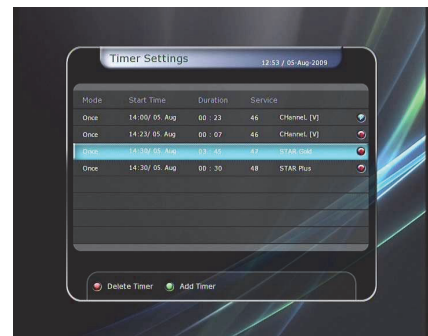 Timer Settings 12:53 / 05-Aug-2009
Mode Start Time Duration Service
Once 14:00/ 05. Aug 00 : 23 46 CHannel. [V]
Once 14:23/ 05. Aug 00 : 07 46 CHannel. [V]
Once 14:30/ 05. Aug 03 : 45 47 STAR Gold
Once 14:30/ 05. Aug 00 : 30 48 STAR Plus
Delete Timer Add Timer